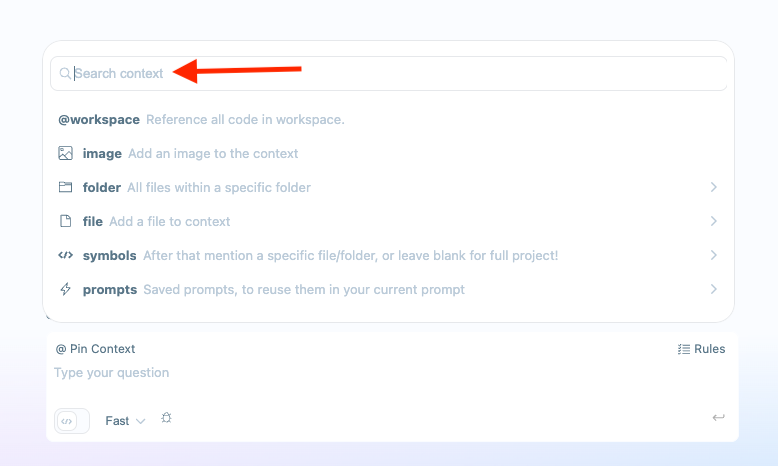 Search context
@workspace Reference all code in workspace.
image Add an image to the context
folder All files within a specific folder
file Add a file to context
symbols After that mention a specific file/folder, or leave blank for full project!
prompts Saved prompts, to reuse them in your current prompt
@ Pin Context Rules
Type your question
Fast